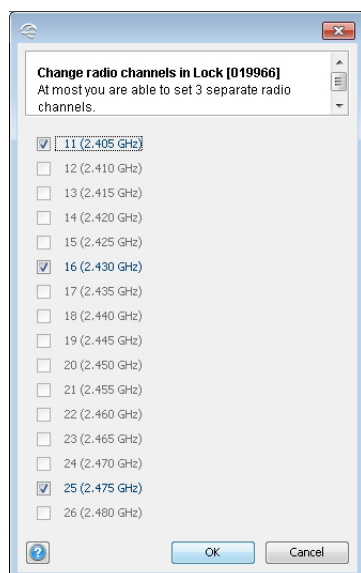 Change radio channels in Lock [019966]
At most you are able to set 3 separate radio
channels.
11 (2.405 GHz)
12 (2.410 GHz)
13 (2.415 GHz)
14 (2.420 GHz)
15 (2.425 GHz)
16 (2.430 GHz)
17 (2.435 GHz)
18 (2.440 GHz)
19 (2.445 GHz)
20 (2.450 GHz)
21 (2.455 GHz)
22 (2.460 GHz)
23 (2.465 GHz)
24 (2.470 GHz)
25 (2.475 GHz)
26 (2.480 GHz)
? OK Cancel